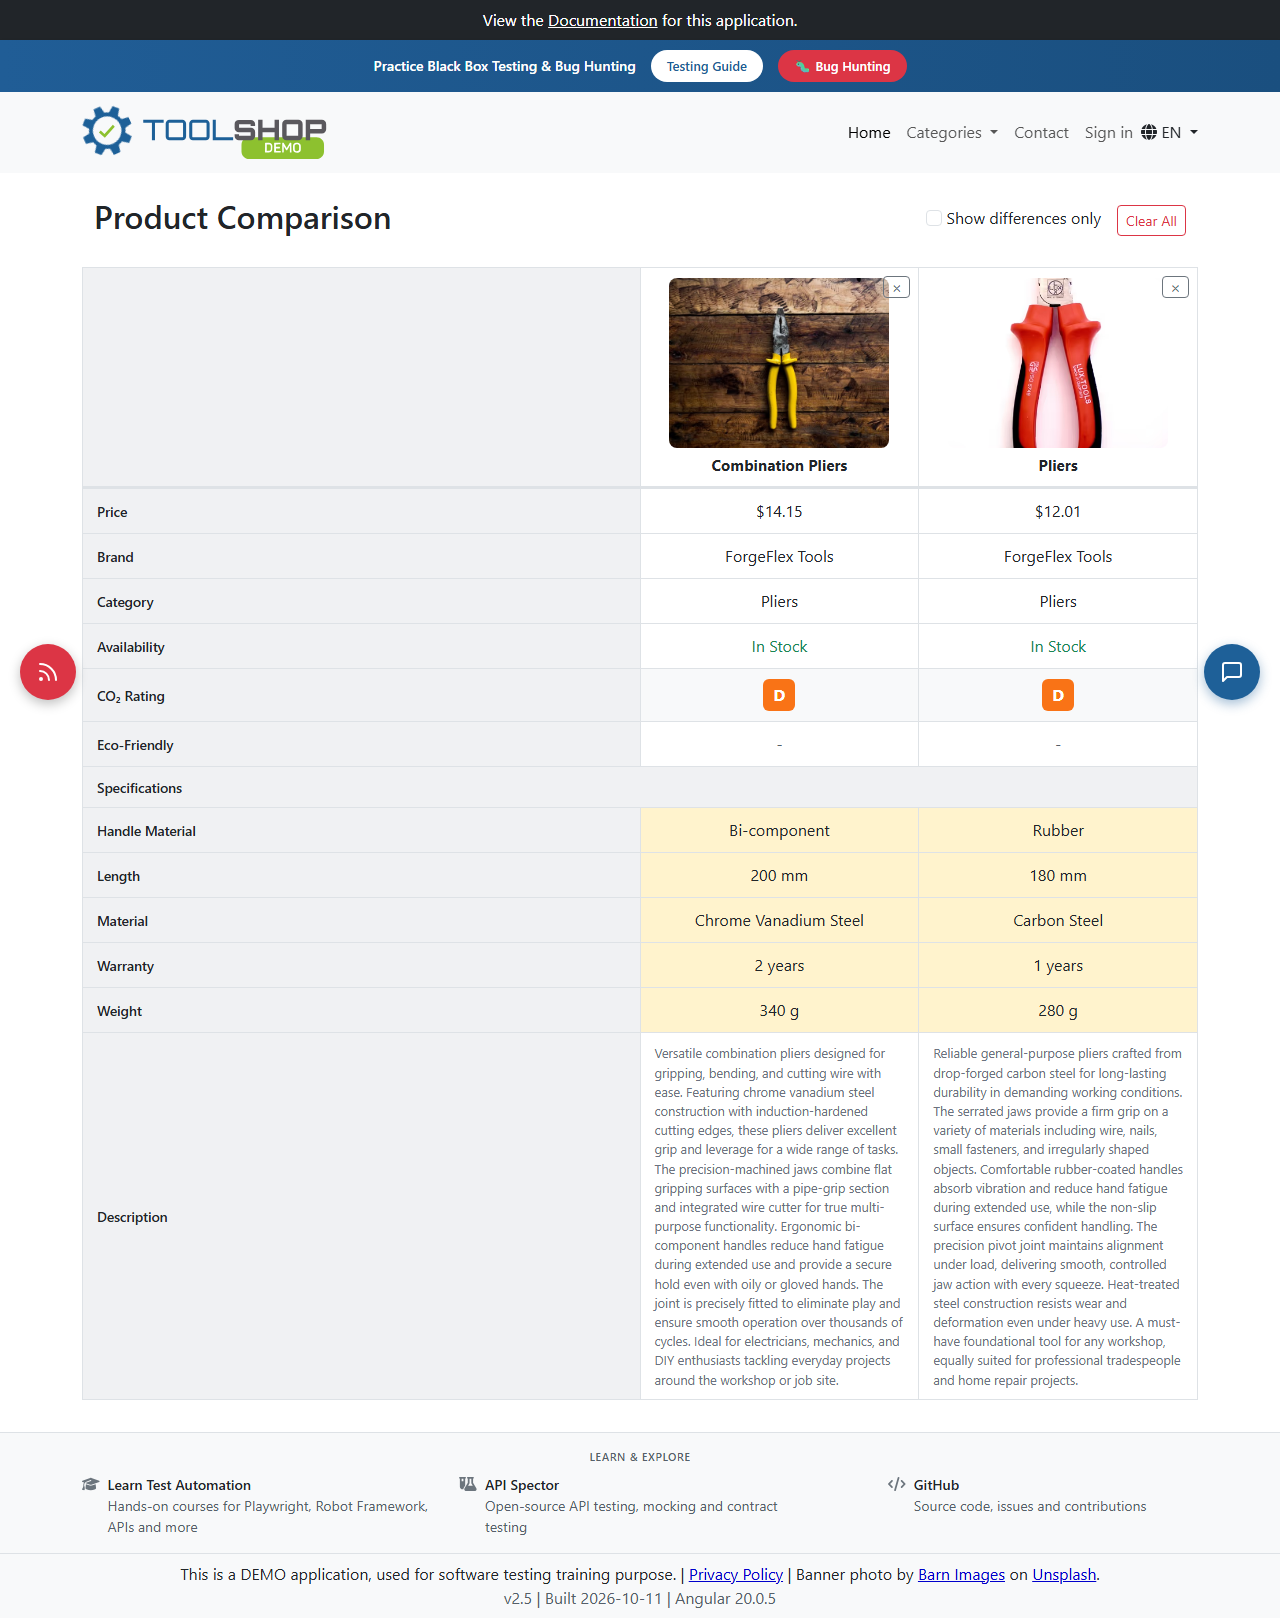 View the Documentation for this application.
Practice Black Box Testing & Bug Hunting Testing Guide Bug Hunting
TOOLSHOP
DEMO
Home Categories Contact Sign in EN
Product Comparison
Show differences only Clear All
×
×
Combination Pliers
Pliers
Price $14.15 $12.01
Brand ForgeFlex Tools ForgeFlex Tools
Category Pliers Pliers
Availability In Stock In Stock
CO₂ Rating D D
Eco-Friendly - -
Specifications
Handle Material Bi-component Rubber
Length 200 mm 180 mm
Material Chrome Vanadium Steel Carbon Steel
Warranty 2 years 1 years
Weight 340 g 280 g
Description
Versatile combination pliers designed for
gripping, bending, and cutting wire with
ease. Featuring chrome vanadium steel
construction with induction-hardened
cutting edges, these pliers deliver excellent
grip and leverage for a wide range of tasks.
The precision-machined jaws combine flat
gripping surfaces with a pipe-grip section
and integrated wire cutter for true multi-
purpose functionality. Ergonomic bi-
component handles reduce hand fatigue
during extended use and provide a secure
hold even with oily or gloved hands. The
joint is precisely fitted to eliminate play and
ensure smooth operation over thousands of
cycles. Ideal for electricians, mechanics, and
DIY enthusiasts tackling everyday projects
around the workshop or job site.
Reliable general-purpose pliers crafted from
drop-forged carbon steel for long-lasting
durability in demanding working conditions.
The serrated jaws provide a firm grip on a
variety of materials including wire, nails,
small fasteners, and irregularly shaped
objects. Comfortable rubber-coated handles
absorb vibration and reduce hand fatigue
during extended use, while the non-slip
surface ensures confident handling. The
precision pivot joint maintains alignment
under load, delivering smooth, controlled
jaw action with every squeeze. Heat-treated
steel construction resists wear and
deformation even under heavy use. A must-
have foundational tool for any workshop,
equally suited for professional tradespeople
and home repair projects.
LEARN & EXPLORE
Learn Test Automation
Hands-on courses for Playwright, Robot Framework,
APIs and more
API Spector
Open-source API testing, mocking and contract
testing
GitHub
Source code, issues and contributions
This is a DEMO application, used for software testing training purpose. | Privacy Policy | Banner photo by Barn Images on Unsplash.
v2.5 | Built 2026-10-11 | Angular 20.0.5